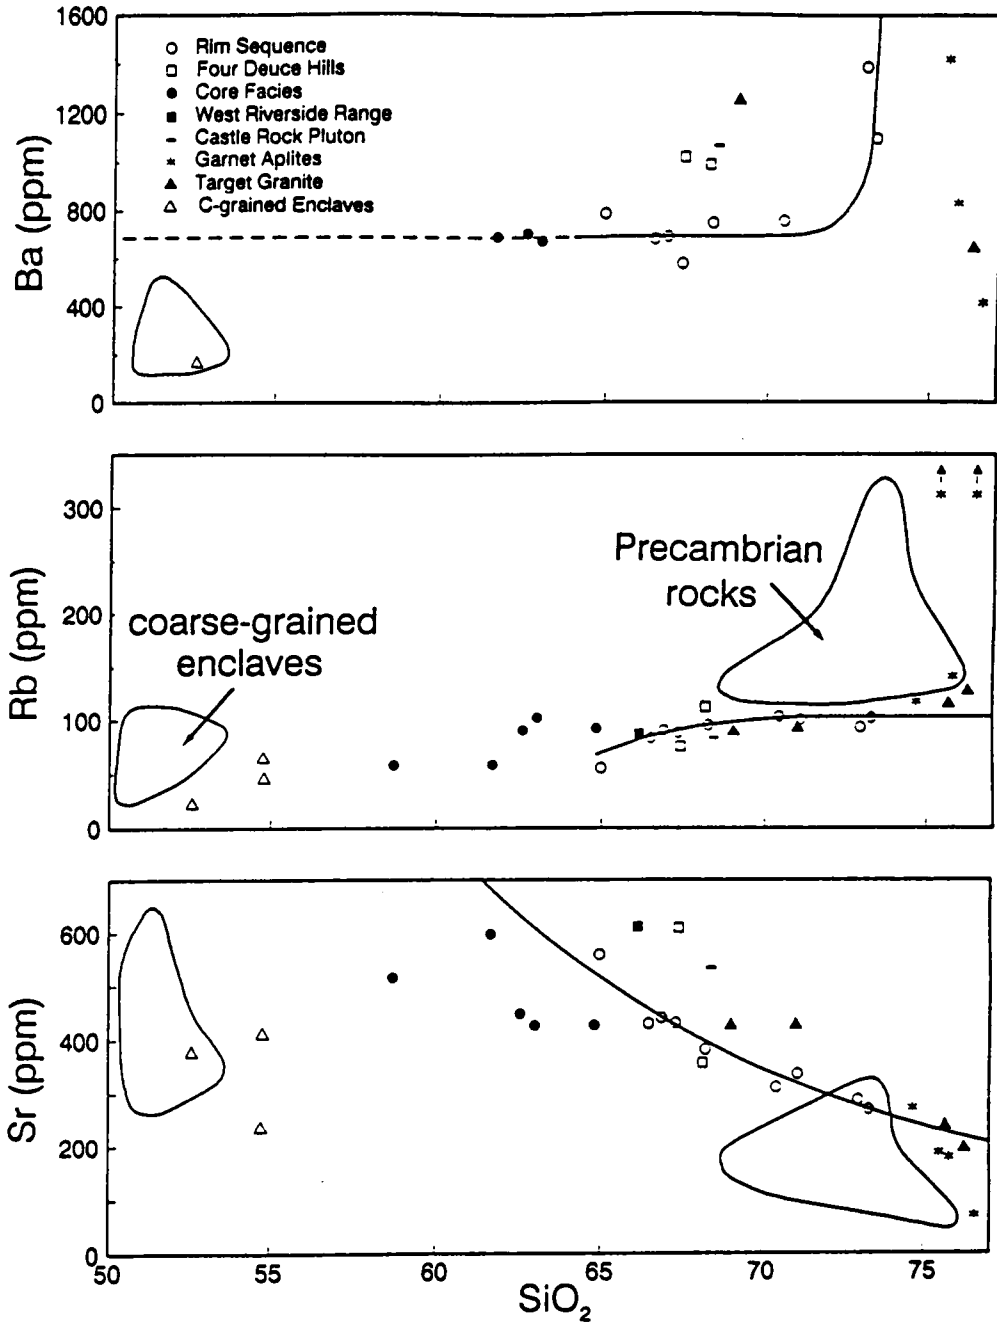 1600
1200
800
400
0
Ba (ppm)
Rim Sequence
Four Deuce Hills
Core Facies
West Riverside Range
Castle Rock Pluton
Garnet Aplites
Target Granite
C-grained Enclaves
300
200
100
0
Rb (ppm)
coarse-grained
enclaves
Precambrian
rocks
600
400
200
0
Sr (ppm)
50
55
60
65
70
75
SiO2